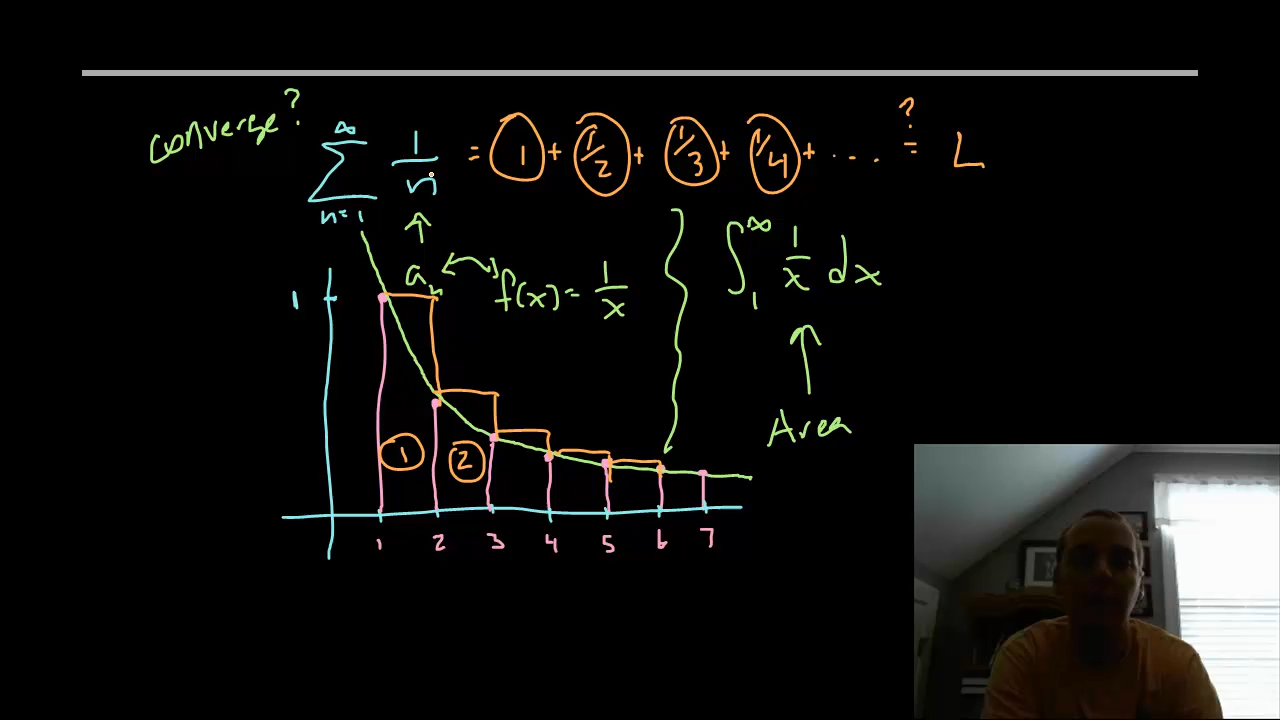 converge?
∞
∑ 1/n = 1 + 1/2 + 1/3 + 1/4 + ... ?= L
n=1
aₙ ↔ f(x) = 1/x
∫₁^∞ 1/x dx
1
Area
1 2
1 2 3 4 5 6 7